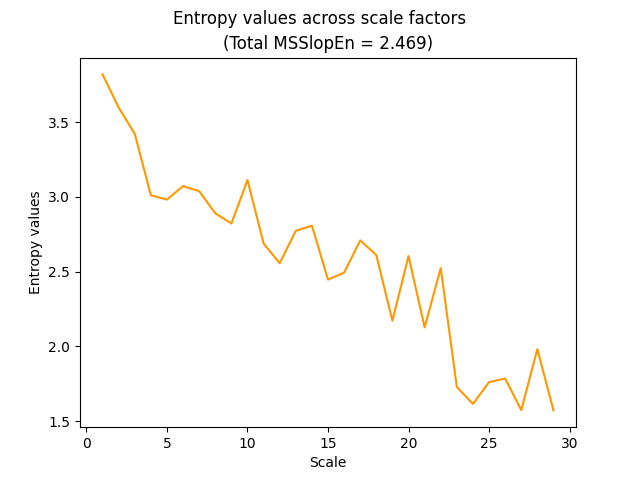 Entropy values across scale factors
(Total MSSlopEn = 2.469)
3.5
3.0
2.5
2.0
1.5
Entropy values
0 5 10 15 20 25 30
Scale